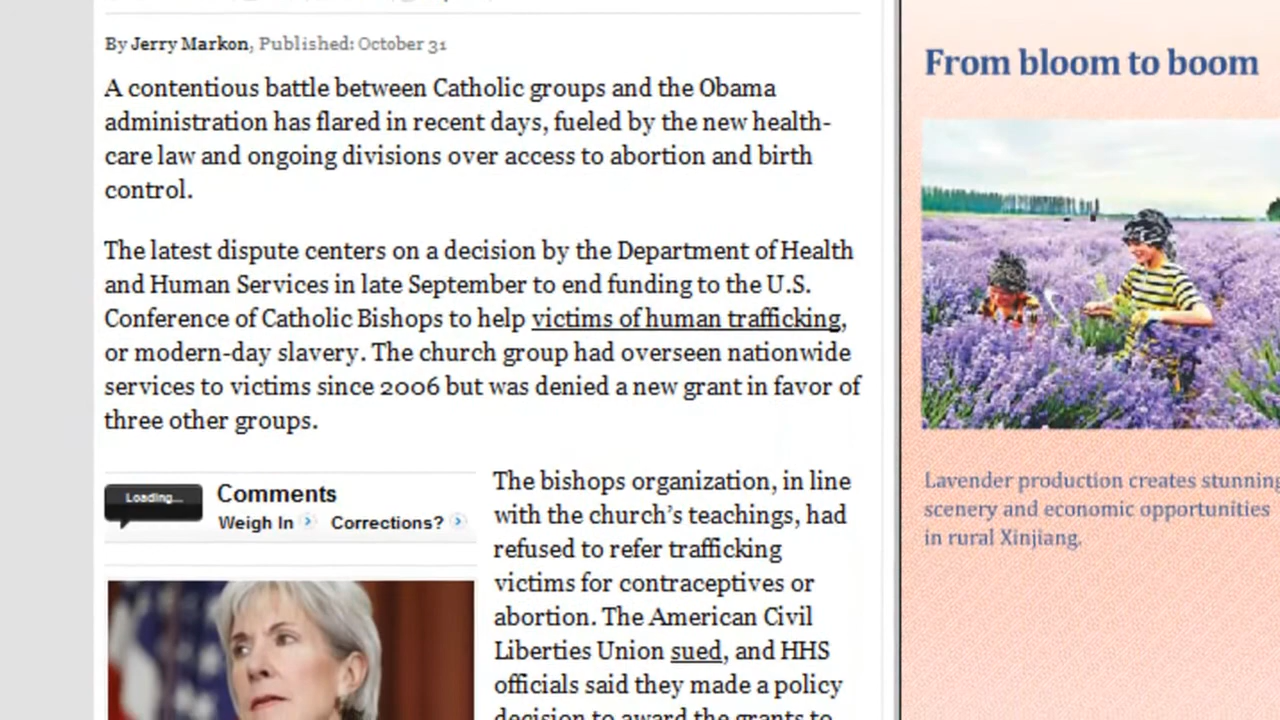 By Jerry Markon, Published: October 31
A contentious battle between Catholic groups and the Obama
administration has flared in recent days, fueled by the new health-
care law and ongoing divisions over access to abortion and birth
control.
The latest dispute centers on a decision by the Department of Health
and Human Services in late September to end funding to the U.S.
Conference of Catholic Bishops to help victims of human trafficking,
or modern-day slavery. The church group had overseen nationwide
services to victims since 2006 but was denied a new grant in favor of
three other groups.
Loading...
Comments
Weigh In
Corrections?
The bishops organization, in line
with the church’s teachings, had
refused to refer trafficking
victims for contraceptives or
abortion. The American Civil
Liberties Union sued, and HHS
officials said they made a policy
decision to award the grants to
From bloom to boom
Lavender production creates stunning
scenery and economic opportunities
in rural Xinjiang.